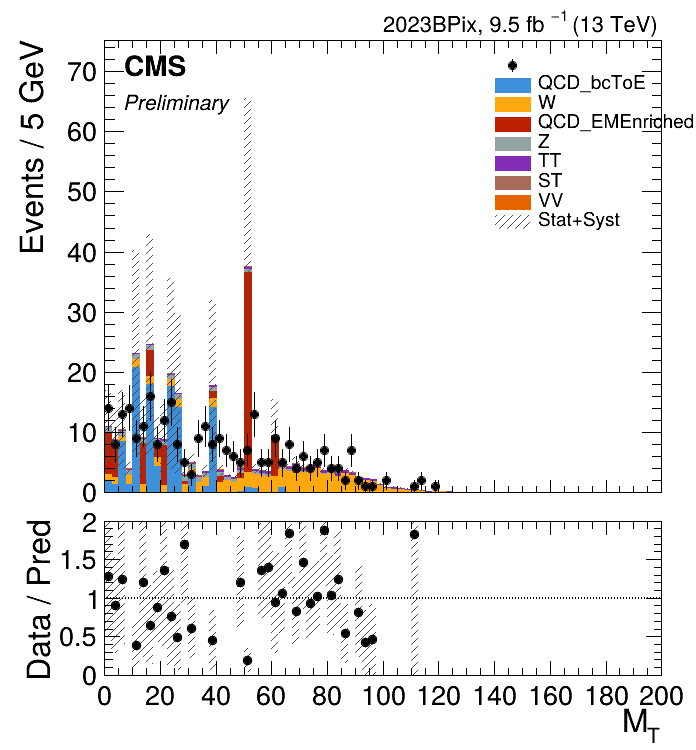 2023BPix, 9.5 fb⁻¹ (13 TeV)
Events / 5 GeV
CMS
Preliminary
QCD_bcToE
W
QCD_EMEnriched
Z
TT
ST
VV
Stat+Syst
70
60
50
40
30
20
10
0
Data / Pred
2
1.5
1
0.5
0
0 20 40 60 80 100 120 140 160 180 200
M_T